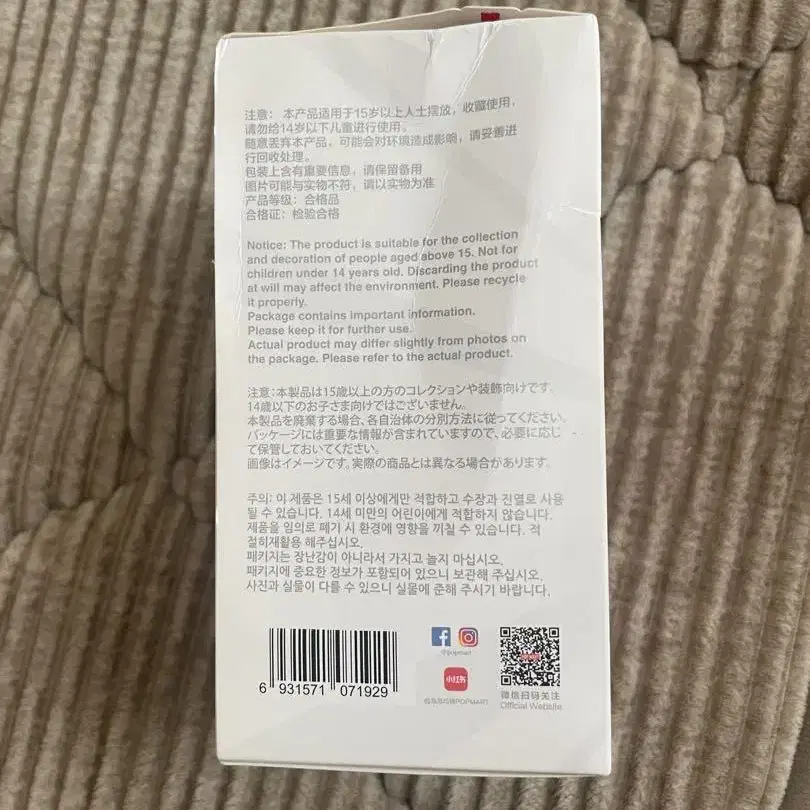 注意：本产品适用于15岁以上人士摆放，收藏使用，
请勿给14岁以下儿童进行使用。
随意丢弃本产品，可能会对环境造成影响，请妥善进
行回收处理。
包装上含有重要信息，请保留备用
图片可能与实物不符，请以实物为准
产品等级：合格品
合格证：检验合格
Notice: The product is suitable for the collection
and decoration of people aged above 15. Not for
children under 14 years old. Discarding the product
at will may affect the environment. Please recycle
it properly.
Package contains important information.
Please keep it for further use.
Actual product may differ slightly from photos on
the package. Please refer to the actual product.
注意：本製品は15歳以上の方のコレクションや装飾向けです。
14歳以下のお子さま向けではございません。
本製品を廃棄する場合、各自治体の分別方法に従ってください。
パッケージには重要な情報が含まれていますので、必要に応じ
て保管しておいてください。
画像はイメージです。実際の商品とは異なる場合があります。
주의: 이 제품은 15세 이상에게만 적합하고 수장과 진열로 사용
될 수 있습니다. 14세 미만의 어린이에게 적합하지 않습니다.
제품을 임의로 폐기 시 환경에 영향을 끼칠 수 있습니다. 적
절히재활용 해주십시오.
패키지는 장난감이 아니라서 가지고 놀지 마십시오.
패키지에 중요한 정보가 포함되어 있으니 보관해 주십시오.
사진과 실물이 다를 수 있으니 실물에 준해 주시기 바랍니다.
6 931571 071929
@popmart
小红书
POPMART
微信扫码关注
Official Website